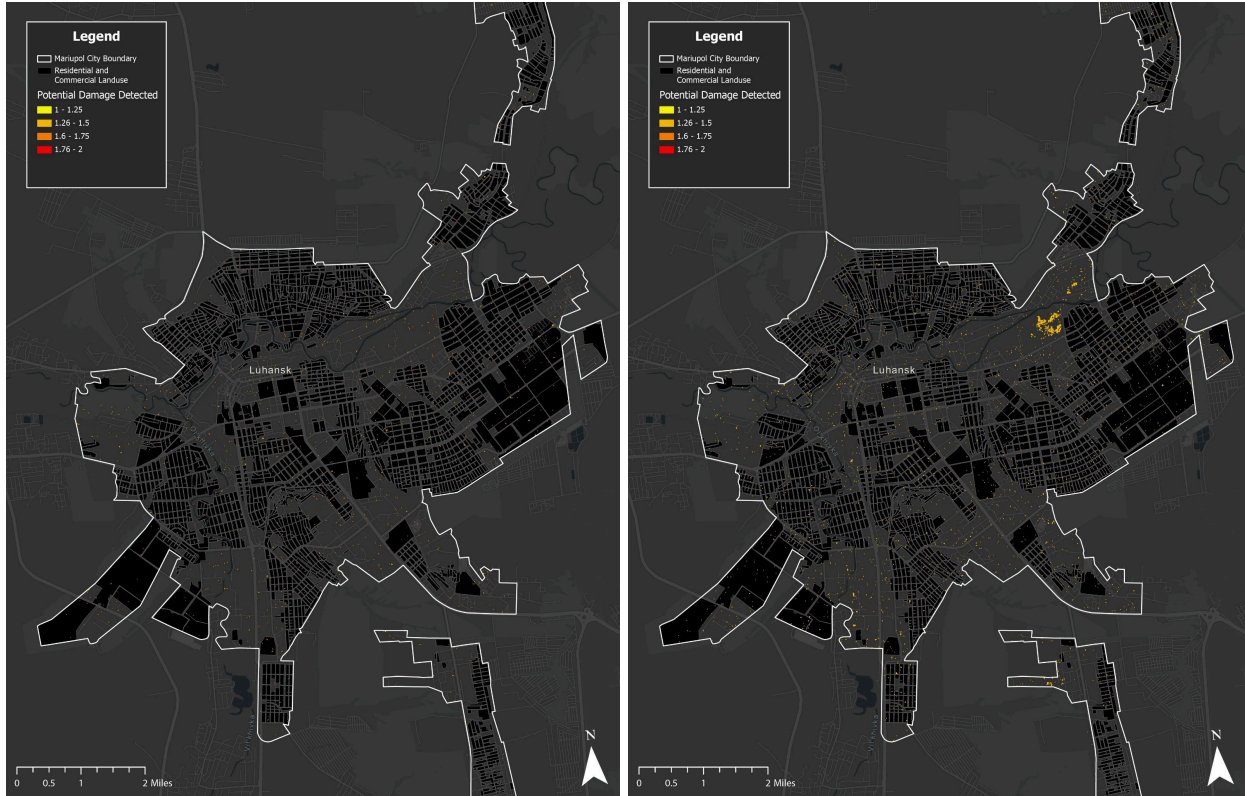 Legend
Mariupol City Boundary
Residential and
Commercial Landuse
Potential Damage Detected
1 - 1.25
1.26 - 1.5
1.6 - 1.75
1.76 - 2
Luhansk
N
0 0.5 1 2 Miles
Legend
Mariupol City Boundary
Residential and
Commercial Landuse
Potential Damage Detected
1 - 1.25
1.26 - 1.5
1.6 - 1.75
1.76 - 2
Luhansk
N
0 0.5 1 2 Miles